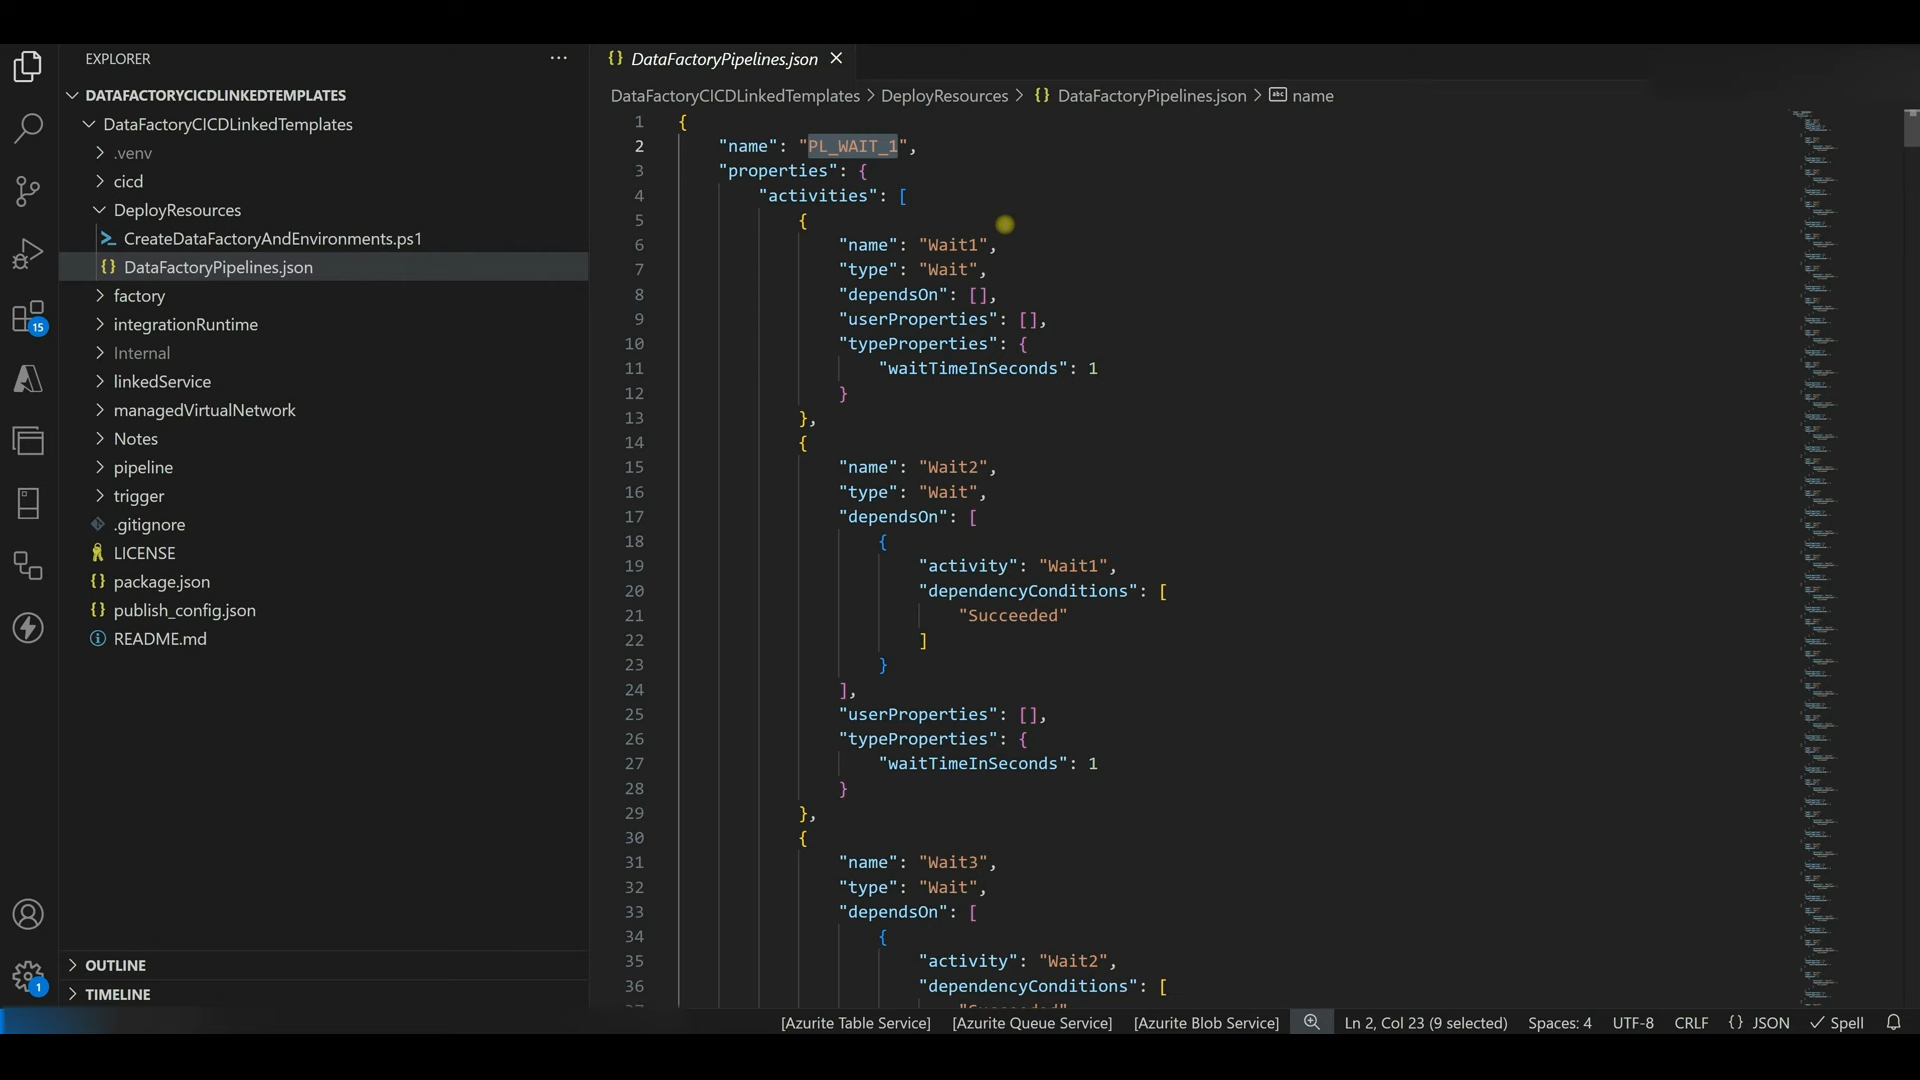 EXPLORER
DATAFACTORYCICDLINKEDTEMPLATES
DataFactoryCICDLinkedTemplates
.venv
cicd
DeployResources
CreateDataFactoryAndEnvironments.ps1
DataFactoryPipelines.json
factory
integrationRuntime
Internal
linkedService
managedVirtualNetwork
Notes
pipeline
trigger
.gitignore
LICENSE
package.json
publish_config.json
README.md
OUTLINE
TIMELINE
15
1
DataFactoryPipelines.json
DataFactoryCICDLinkedTemplates > DeployResources > {} DataFactoryPipelines.json > abc name
1 {
2 "name": "PL_WAIT_1",
3 "properties": {
4 "activities": [
5 {
6 "name": "Wait1",
7 "type": "Wait",
8 "dependsOn": [],
9 "userProperties": [],
10 "typeProperties": {
11 "waitTimeInSeconds": 1
12 }
13 },
14 {
15 "name": "Wait2",
16 "type": "Wait",
17 "dependsOn": [
18 {
19 "activity": "Wait1",
20 "dependencyConditions": [
21 "Succeeded"
22 ]
23 }
24 ],
25 "userProperties": [],
26 "typeProperties": {
27 "waitTimeInSeconds": 1
28 }
29 },
30 {
31 "name": "Wait3",
32 "type": "Wait",
33 "dependsOn": [
34 {
35 "activity": "Wait2",
36 "dependencyConditions": [
[Azurite Table Service] [Azurite Queue Service] [Azurite Blob Service] Ln 2, Col 23 (9 selected) Spaces: 4 UTF-8 CRLF {} JSON Spell